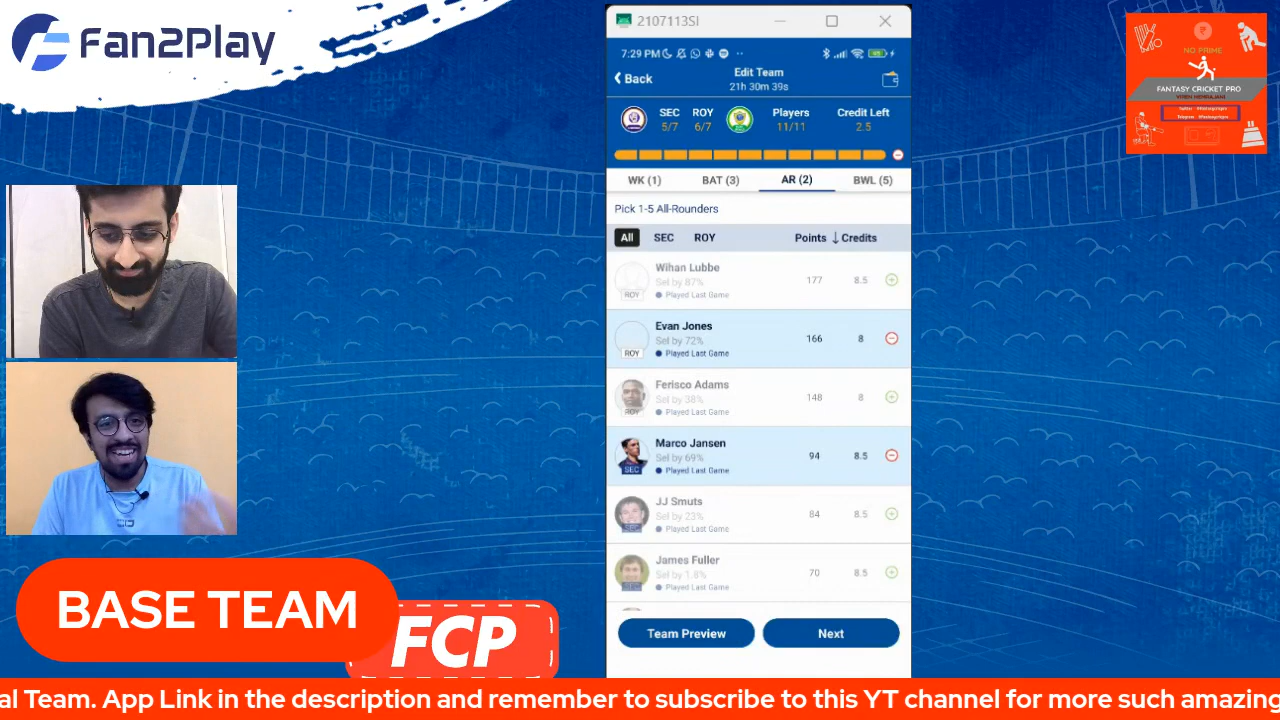 Fan2Play
2107113SI
7:29 PM
Back
Edit Team
21h 30m 39s
SEC
5/7
ROY
6/7
Players
11/11
Credit Left
2.5
WK (1)
BAT (3)
AR (2)
BWL (5)
Pick 1-5 All-Rounders
All
SEC
ROY
Points
Credits
Wihan Lubbe
Sel by 87%
Played Last Game
ROY
177
8.5
Evan Jones
Sel by 72%
Played Last Game
ROY
166
8
Ferisco Adams
Sel by 38%
Played Last Game
ROY
148
8
Marco Jansen
Sel by 69%
Played Last Game
SEC
94
8.5
JJ Smuts
Sel by 23%
Played Last Game
84
8.5
James Fuller
Sel by 1.8%
Played Last Game
SEC
70
8.5
Team Preview
Next
NO PRIME
FANTASY CRICKET PRO
BASE TEAM
FCP
al Team. App Link in the description and remember to subscribe to this YT channel for more such amazing